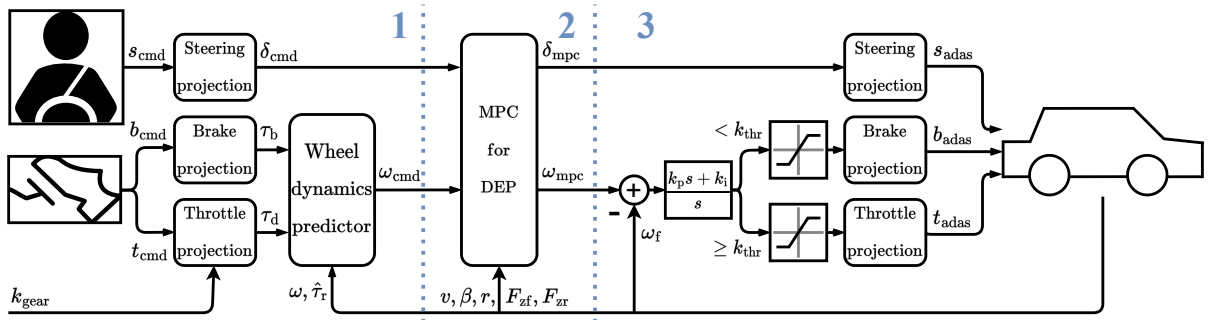 1
2
3
s_cmd
Steering
projection
δ_cmd
b_cmd
Brake
projection
τ_b
t_cmd
Throttle
projection
τ_d
k_gear
Wheel
dynamics
predictor
ω, τ̂_r
ω_cmd
MPC
for
DEP
v, β, r, F_zf, F_zr
δ_mpc
ω_mpc
+
-
ω_f
k_p s + k_i
s
< k_thr
≥ k_thr
Steering
projection
s_adas
Brake
projection
b_adas
Throttle
projection
t_adas